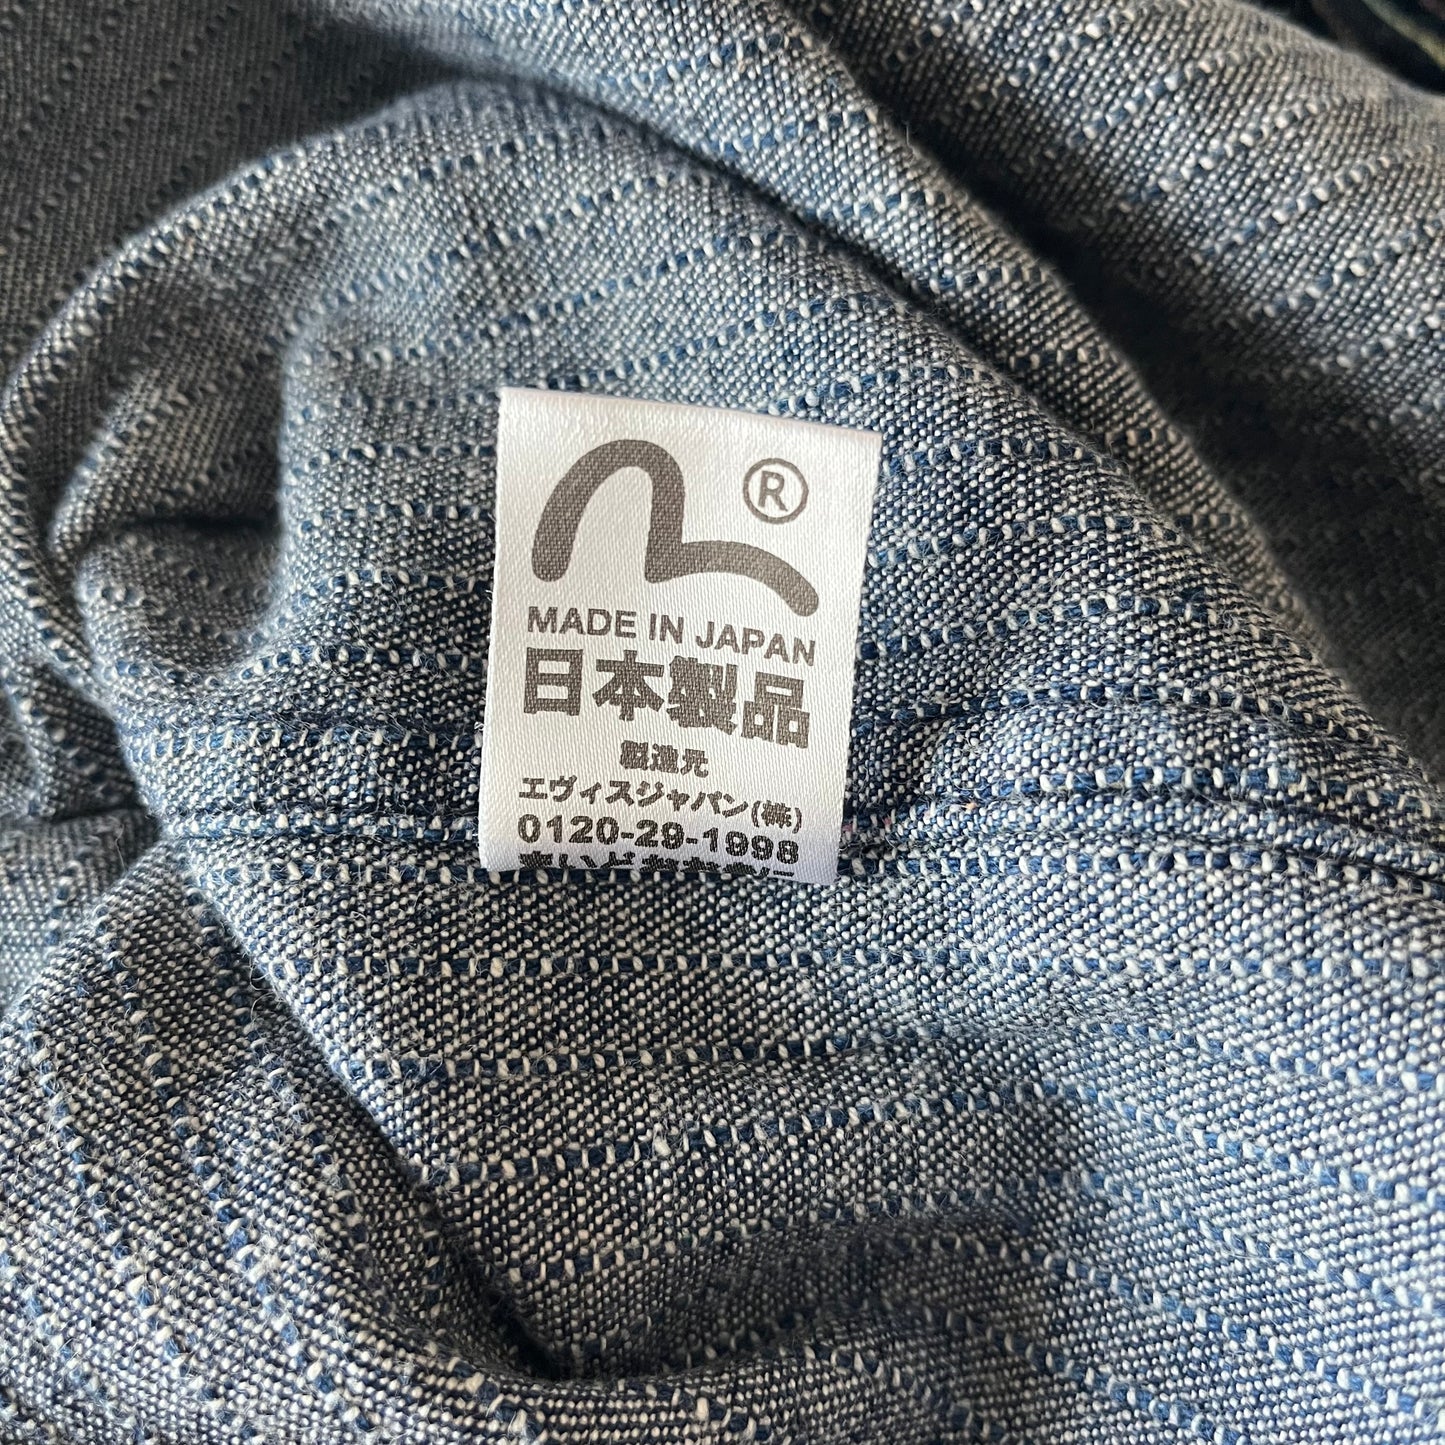 ®
MADE IN JAPAN
日本製品
製造元
エヴィスジャパン(株)
0120-29-1998